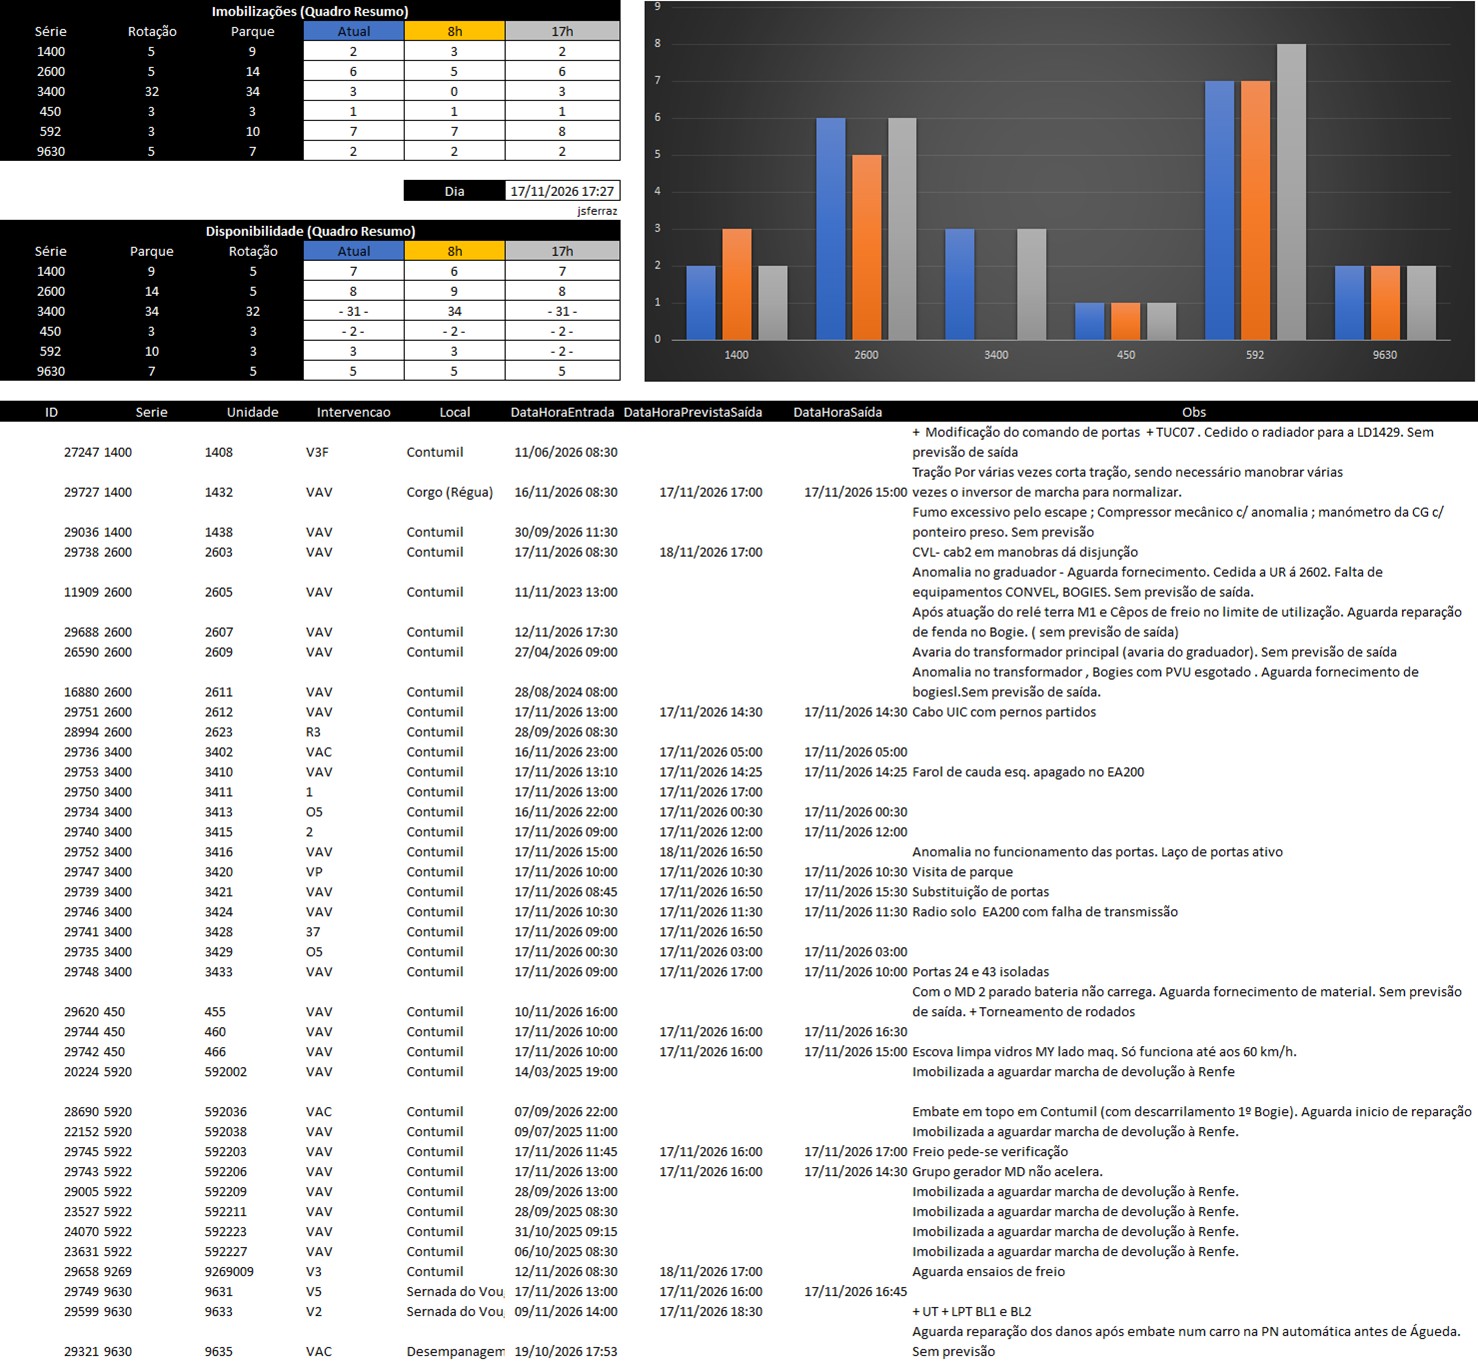 Imobilizações (Quadro Resumo)
Série Rotação Parque Atual 8h 17h
1400 5 9 2 3 2
2600 5 14 6 5 6
3400 32 34 3 0 3
450 3 3 1 1 1
592 3 10 7 7 8
9630 5 7 2 2 2
Dia 17/11/2026 17:27
jsferraz
Disponibilidade (Quadro Resumo)
Série Parque Rotação Atual 8h 17h
1400 9 5 7 6 7
2600 14 5 8 9 8
3400 34 32 - 31 - 34 - 31 -
450 3 3 - 2 - - 2 - - 2 -
592 10 3 3 3 - 2 -
9630 7 5 5 5 5
9
8
7
6
5
4
3
2
1
0
1400 2600 3400 450 592 9630
ID Serie Unidade Intervencao Local DataHoraEntrada DataHoraPrevistaSaída DataHoraSaída Obs
+ Modificação do comando de portas + TUC07 . Cedido o radiador para a LD1429. Sem
27247 1400 1408 V3F Contumil 11/06/2026 08:30 previsão de saída
Tração Por várias vezes corta tração, sendo necessário manobrar várias
29727 1400 1432 VAV Corgo (Régua) 16/11/2026 08:30 17/11/2026 17:00 17/11/2026 15:00 vezes o inversor de marcha para normalizar.
Fumo excessivo pelo escape ; Compressor mecânico c/ anomalia ; manómetro da CG c/
29036 1400 1438 VAV Contumil 30/09/2026 11:30 ponteiro preso. Sem previsão
29738 2600 2603 VAV Contumil 17/11/2026 08:30 18/11/2026 17:00 CVL- cab2 em manobras dá disjunção
Anomalia no graduador - Aguarda fornecimento. Cedida a UR á 2602. Falta de
11909 2600 2605 VAV Contumil 11/11/2023 13:00 equipamentos CONVEL, BOGIES. Sem previsão de saída.
Após atuação do relé terra M1 e Cêpos de freio no limite de utilização. Aguarda reparação
29688 2600 2607 VAV Contumil 12/11/2026 17:30 de fenda no Bogie. ( sem previsão de saída)
26590 2600 2609 VAV Contumil 27/04/2026 09:00 Avaria do transformador principal (avaria do graduador). Sem previsão de saída
Anomalia no transformador , Bogies com PVU esgotado . Aguarda fornecimento de
16880 2600 2611 VAV Contumil 28/08/2024 08:00 bogiesl.Sem previsão de saída.
29751 2600 2612 VAV Contumil 17/11/2026 13:00 17/11/2026 14:30 17/11/2026 14:30 Cabo UIC com pernos partidos
28994 2600 2623 R3 Contumil 28/09/2026 08:30
29736 3400 3402 VAC Contumil 16/11/2026 23:00 17/11/2026 05:00 17/11/2026 05:00
29753 3400 3410 VAV Contumil 17/11/2026 13:10 17/11/2026 14:25 17/11/2026 14:25 Farol de cauda esq. apagado no EA200
29750 3400 3411 1 Contumil 17/11/2026 13:00 17/11/2026 17:00
29734 3400 3413 O5 Contumil 16/11/2026 22:00 17/11/2026 00:30 17/11/2026 00:30
29740 3400 3415 2 Contumil 17/11/2026 09:00 17/11/2026 12:00 17/11/2026 12:00
29752 3400 3416 VAV Contumil 17/11/2026 15:00 18/11/2026 16:50 Anomalia no funcionamento das portas. Laço de portas ativo
29747 3400 3420 VP Contumil 17/11/2026 10:00 17/11/2026 10:30 17/11/2026 10:30 Visita de parque
29739 3400 3421 VAV Contumil 17/11/2026 08:45 17/11/2026 16:50 17/11/2026 15:30 Substituição de portas
29746 3400 3424 VAV Contumil 17/11/2026 10:30 17/11/2026 11:30 17/11/2026 11:30 Radio solo EA200 com falha de transmissão
29741 3400 3428 37 Contumil 17/11/2026 09:00 17/11/2026 16:50
29735 3400 3429 O5 Contumil 17/11/2026 00:30 17/11/2026 03:00 17/11/2026 03:00
29748 3400 3433 VAV Contumil 17/11/2026 09:00 17/11/2026 17:00 17/11/2026 10:00 Portas 24 e 43 isoladas
Com o MD 2 parado bateria não carrega. Aguarda fornecimento de material. Sem previsão
29620 450 455 VAV Contumil 10/11/2026 16:00 de saída. + Torneamento de rodados
29744 450 460 VAV Contumil 17/11/2026 10:00 17/11/2026 16:00 17/11/2026 16:30
29742 450 466 VAV Contumil 17/11/2026 10:00 17/11/2026 16:00 17/11/2026 15:00 Escova limpa vidros MY lado maq. Só funciona até aos 60 km/h.
20224 5920 592002 VAV Contumil 14/03/2025 19:00 Imobilizada a aguardar marcha de devolução à Renfe
28690 5920 592036 VAC Contumil 07/09/2026 22:00 Embate em topo em Contumil (com descarrilamento 1º Bogie). Aguarda inicio de reparação
22152 5920 592038 VAV Contumil 09/07/2025 11:00 Imobilizada a aguardar marcha de devolução à Renfe.
29745 5922 592203 VAV Contumil 17/11/2026 11:45 17/11/2026 16:00 17/11/2026 17:00 Freio pede-se verificação
29743 5922 592206 VAV Contumil 17/11/2026 13:00 17/11/2026 16:00 17/11/2026 14:30 Grupo gerador MD não acelera.
29005 5922 592209 VAV Contumil 28/09/2026 13:00 Imobilizada a aguardar marcha de devolução à Renfe.
23527 5922 592211 VAV Contumil 28/09/2025 08:30 Imobilizada a aguardar marcha de devolução à Renfe.
24070 5922 592223 VAV Contumil 31/10/2025 09:15 Imobilizada a aguardar marcha de devolução à Renfe.
23631 5922 592227 VAV Contumil 06/10/2025 08:30 Imobilizada a aguardar marcha de devolução à Renfe.
29658 9269 9269009 V3 Contumil 12/11/2026 08:30 18/11/2026 17:00 Aguarda ensaios de freio
29749 9630 9631 V5 Sernada do Vou 17/11/2026 13:00 17/11/2026 16:00 17/11/2026 16:45
29599 9630 9633 V2 Sernada do Vou 09/11/2026 14:00 17/11/2026 18:30 + UT + LPT BL1 e BL2
Aguarda reparação dos danos após embate num carro na PN automática antes de Águeda.
29321 9630 9635 VAC Desempanagem 19/10/2026 17:53 Sem previsão